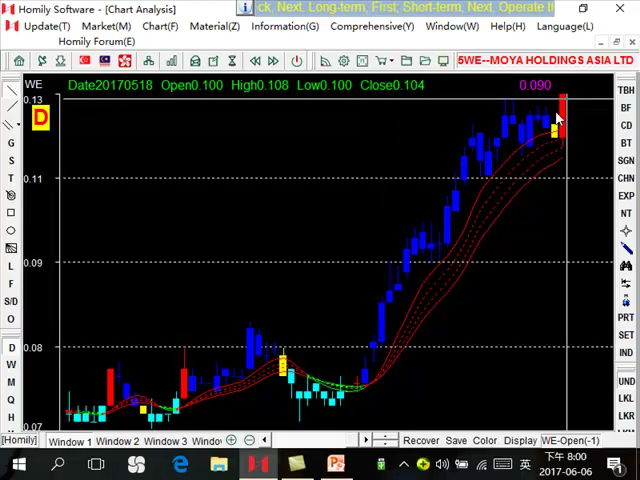 Homily Software - [Chart Analysis]
ck, Next, Long-term, First; Short-term, Next, Operate ti
Update(T) Market(M) Chart(F) Material(Z) Information(GT) Comprehensive(Y) Window(W) Help(H) Language(L)
Homily Forum(E)
5WE--MOYA HOLDINGS ASIA LTD
WE Date20170518 Open0.100 High0.108 Low0.100 Close0.104 0.090
0.13
D
0.11
0.09
0.08
0.07
G
S
T
L
F
S/D
O
D
W
M
Q
H
TBH
BF
CD
BT
SGN
CHN
EXP
NT
PRT
SET
IND
UND
LKL
LKR
[Homily] Window 1 Window 2 Window 3 Windo Recover Save Color Display WE-Open(-1)
英
下午 8:00
2017-06-06
1